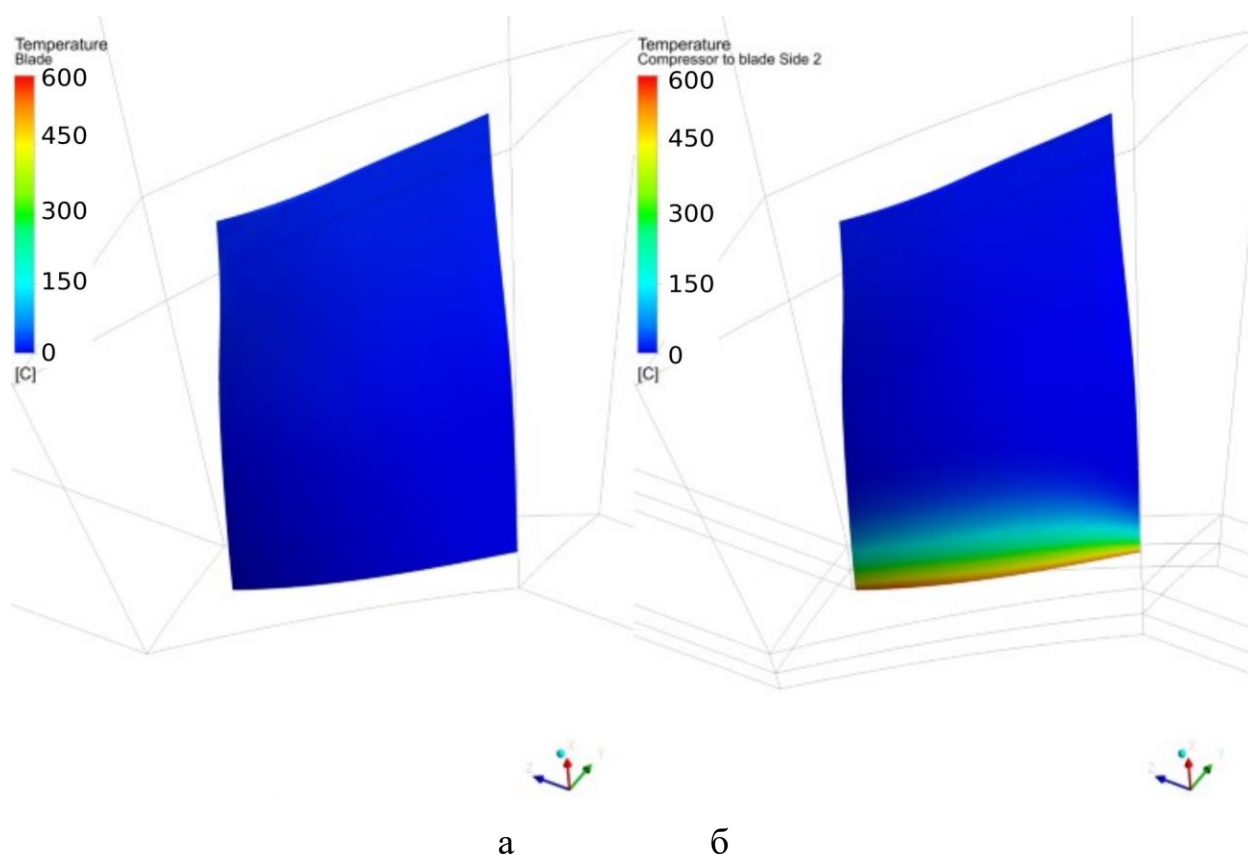 Temperature
Blade
600
450
300
150
0
[C]
Z
X
Y
Temperature
Compressor to blade Side 2
600
450
300
150
0
[C]
Z
X
Y
а
б